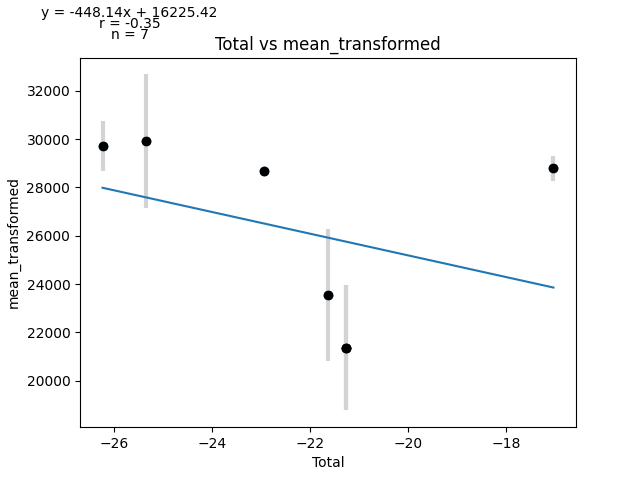 y = -448.14x + 16225.42
r = -0.35
n = 7
Total vs mean_transformed
32000
30000
28000
26000
24000
22000
20000
mean_transformed
−26
−24
−22
−20
−18
Total